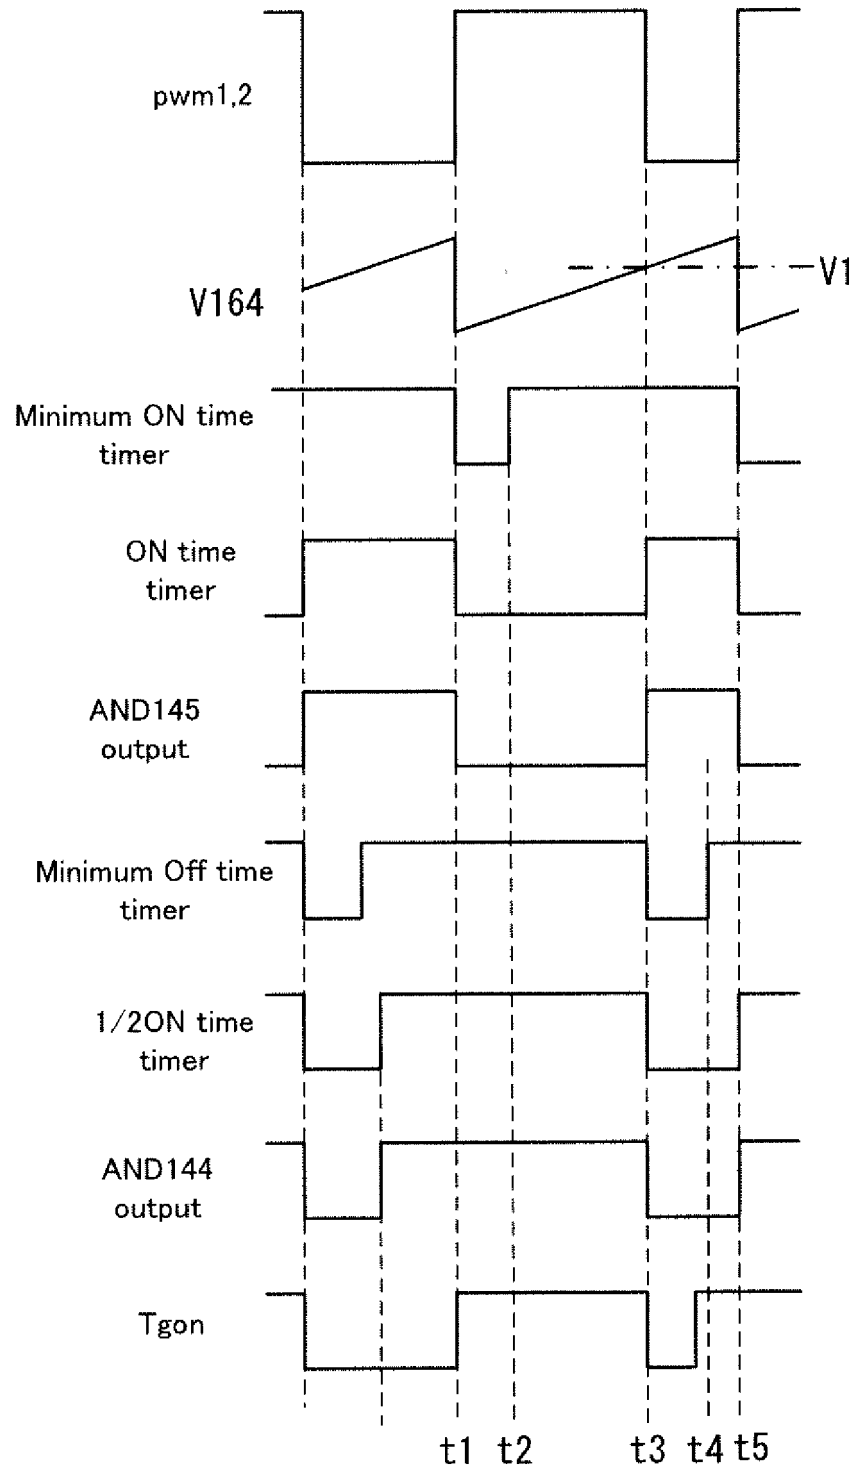 pwm1,2
V164
V1
Minimum ON time
timer
ON time
timer
AND145
output
Minimum Off time
timer
1/2ON time
timer
AND144
output
Tgon
t1 t2 t3 t4 t5